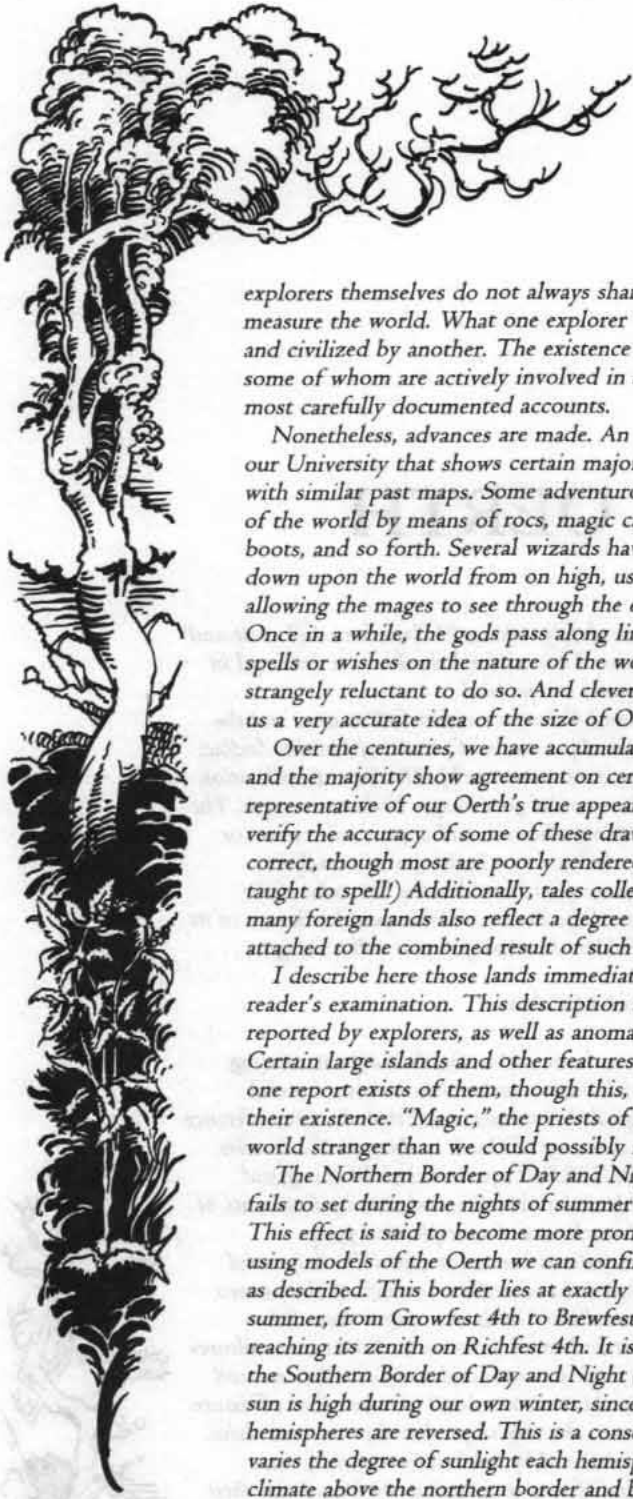 explorers themselves do not always shar
measure the world. What one explorer
and civilized by another. The existence
some of whom are actively involved in
most carefully documented accounts.
Nonetheless, advances are made. An
our University that shows certain major
with similar past maps. Some adventure
of the world by means of rocs, magic c
boots, and so forth. Several wizards hav
down upon the world from on high, us
allowing the mages to see through the
Once in a while, the gods pass along li
spells or wishes on the nature of the wo
strangely reluctant to do so. And clever
us a very accurate idea of the size of O
Over the centuries, we have accumula
and the majority show agreement on cer
representative of our Oerth's true appea
verify the accuracy of some of these dra
correct, though most are poorly rendered
taught to spell!) Additionally, tales colle
many foreign lands also reflect a degree
attached to the combined result of such
I describe here those lands immediat
reader's examination. This description
reported by explorers, as well as anoma
Certain large islands and other features
one report exists of them, though this,
their existence. "Magic," the priests of
world stranger than we could possibly
The Northern Border of Day and Ni
fails to set during the nights of summer
This effect is said to become more pron
using models of the Oerth we can confi
as described. This border lies at exactly
summer, from Growfest 4th to Brewfest
reaching its zenith on Richfest 4th. It is
the Southern Border of Day and Night
sun is high during our own winter, since
hemispheres are reversed. This is a conse
varies the degree of sunlight each hemisp
climate above the northern border and b